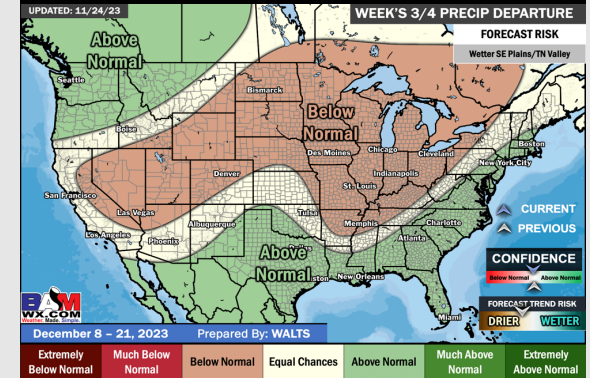 UPDATED: 11/24/23
WEEK'S 3/4 PRECIP DEPARTURE
FORECAST RISK
Wetter SE Plains/TN Valley
Above
Normal
Seattle
Boise
Bismarck
Below
Normal
Des Moines
Chicago
Cleveland
Boston
New York City
Indianapolis
Denver
St. Louis
San Francisco
Las Vegas
Los Angeles
Phoenix
Albuquerque
Tulsa
Memphis
Charlotte
Atlanta
Above
Normal
New Orleans
Miami
CURRENT
PREVIOUS
CONFIDENCE
Below Normal
Above Normal
FORECAST TREND RISK
DRIER
WETTER
BAM
WX.COM
Weather. Made. Simple.
December 8 – 21, 2023
Prepared By: WALTS
Extremely
Below Normal
Much Below
Normal
Below Normal
Equal Chances
Above Normal
Much Above
Normal
Extremely
Above Normal